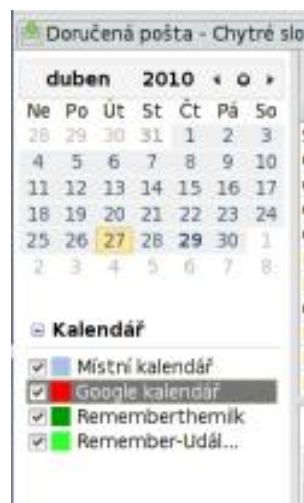 Doručená pošta - Chytré slo
duben 2010
Ne Po Út St Čt Pá So
28 29 30 31 1 2 3
4 5 6 7 8 9 10
11 12 13 14 15 16 17
18 19 20 21 22 23 24
25 26 27 28 29 30 1
2 3 4 5 6 7 8
Kalendář
Místní kalendář
Google kalendář
Rememberthemilk
Remember-Udál...